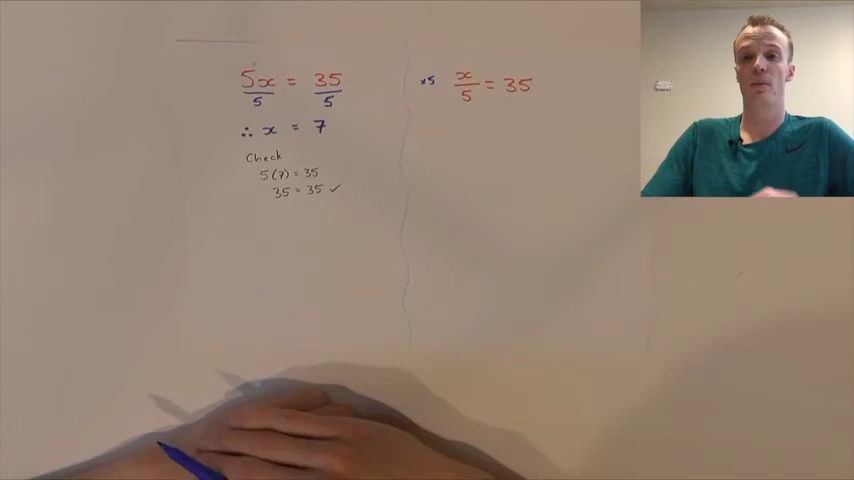 5x = 35
5 5
∴ x = 7
Check
5(7) = 35
35 = 35 ✓
×5 x/5 = 35